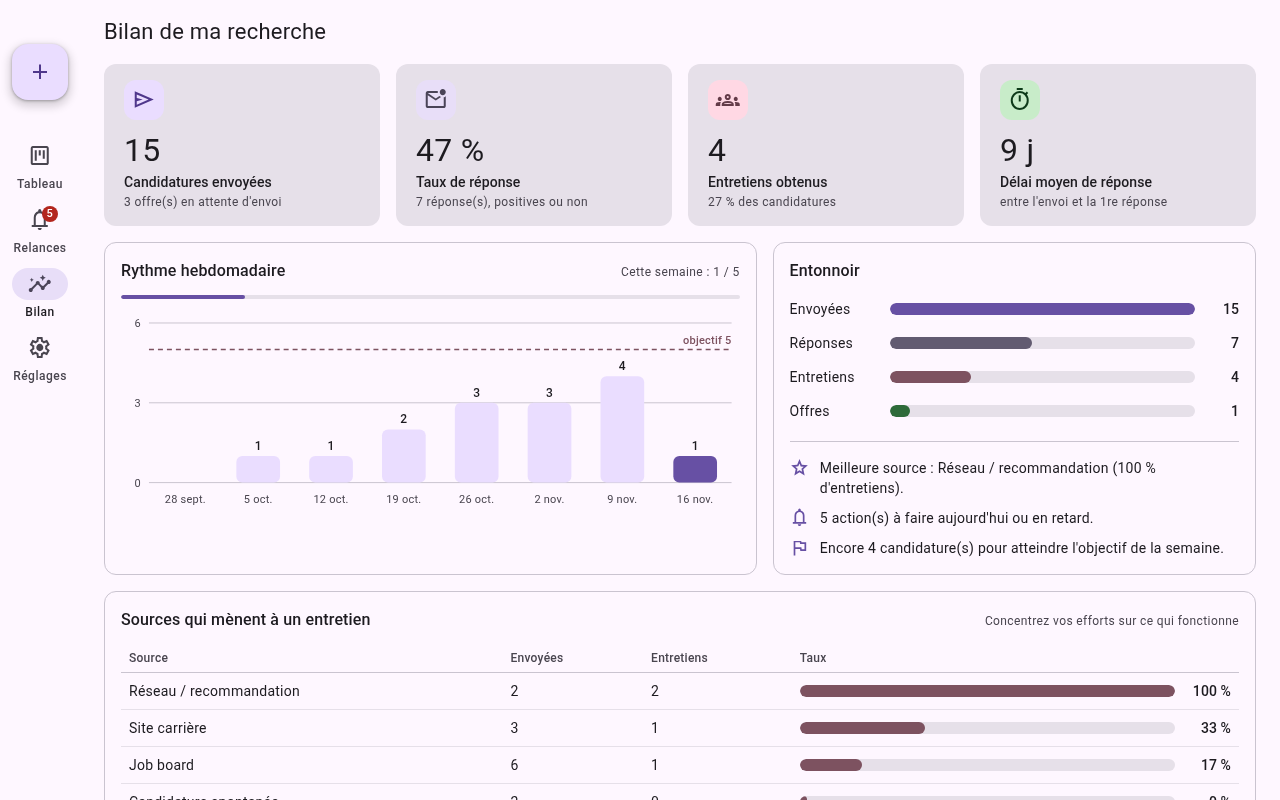 Bilan de ma recherche
Tableau
5
Relances
Bilan
Réglages
15
Candidatures envoyées
3 offre(s) en attente d'envoi
47 %
Taux de réponse
7 réponse(s), positives ou non
4
Entretiens obtenus
27 % des candidatures
9 j
Délai moyen de réponse
entre l'envoi et la 1re réponse
Rythme hebdomadaire
Cette semaine : 1 / 5
6
objectif 5
4
3
3
3
2
1
1
1
0
28 sept.
5 oct.
12 oct.
19 oct.
26 oct.
2 nov.
9 nov.
16 nov.
Entonnoir
Envoyées 15
Réponses 7
Entretiens 4
Offres 1
Meilleure source : Réseau / recommandation (100 %
d'entretiens).
5 action(s) à faire aujourd'hui ou en retard.
Encore 4 candidature(s) pour atteindre l'objectif de la semaine.
Sources qui mènent à un entretien
Concentrez vos efforts sur ce qui fonctionne
Source Envoyées Entretiens Taux
Réseau / recommandation 2 2 100 %
Site carrière 3 1 33 %
Job board 6 1 17 %